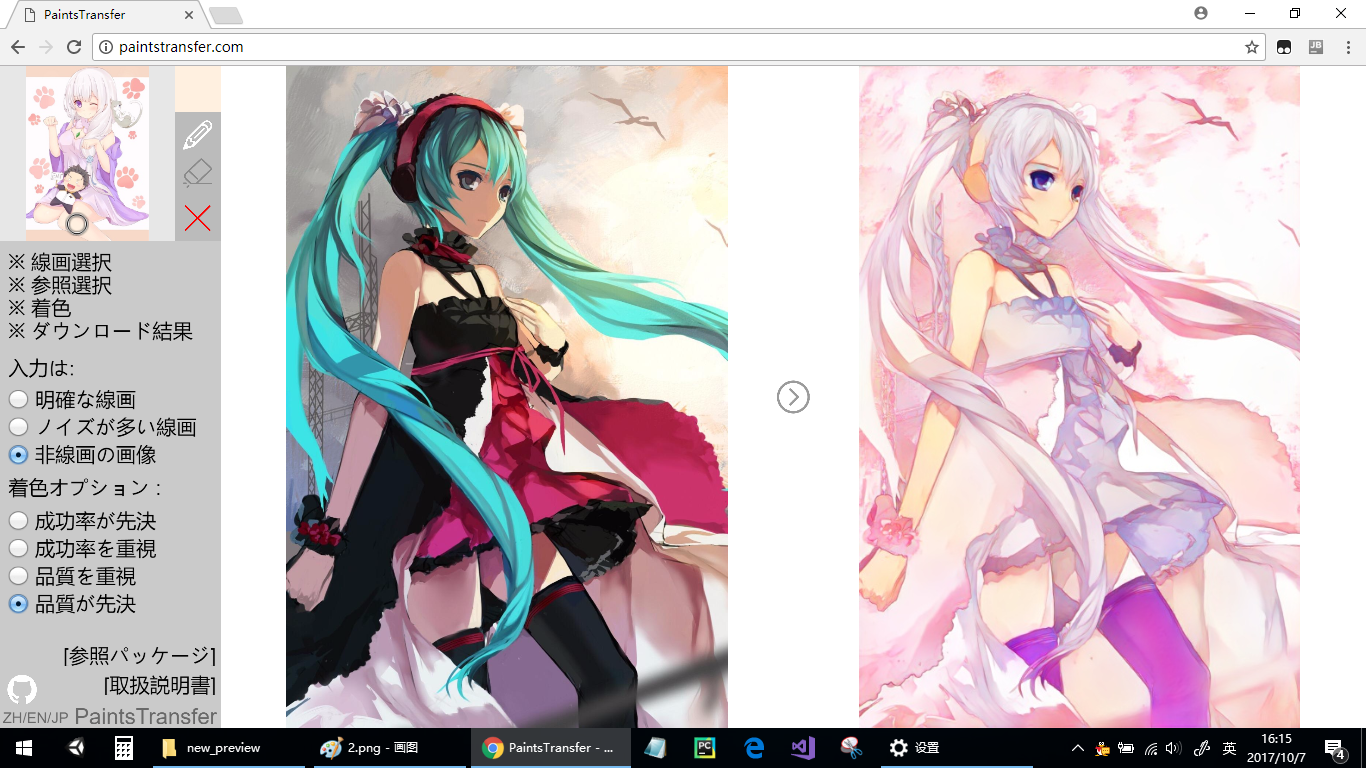 PaintsTransfer
paintstransfer.com
JB
※ 線画選択
※ 参照選択
※ 着色
※ ダウンロード結果
入力は:
明確な線画
ノイズが多い線画
非線画の画像
着色オプション :
成功率が先決
成功率を重視
品質を重視
品質が先決
[参照パッケージ]
[取扱説明書]
ZH/EN/JP PaintsTransfer
new_preview
2.png - 画图
PaintsTransfer - ...
PC
设置
英
16:15
2017/10/7
4